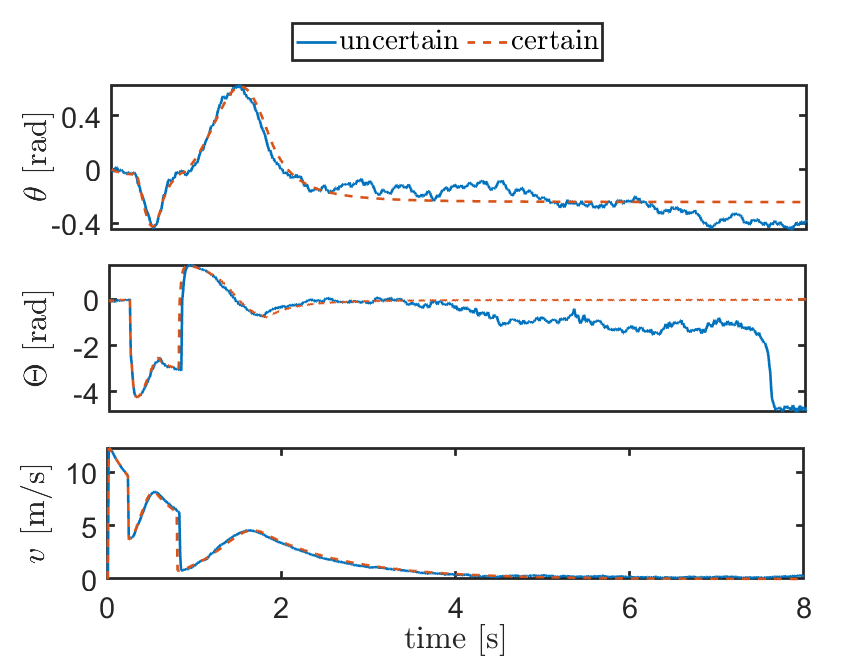 uncertain certain
θ [rad]
0.4
0
-0.4
Θ [rad]
0
-2
-4
v [m/s]
10
5
0
0 2 4 6 8
time [s]